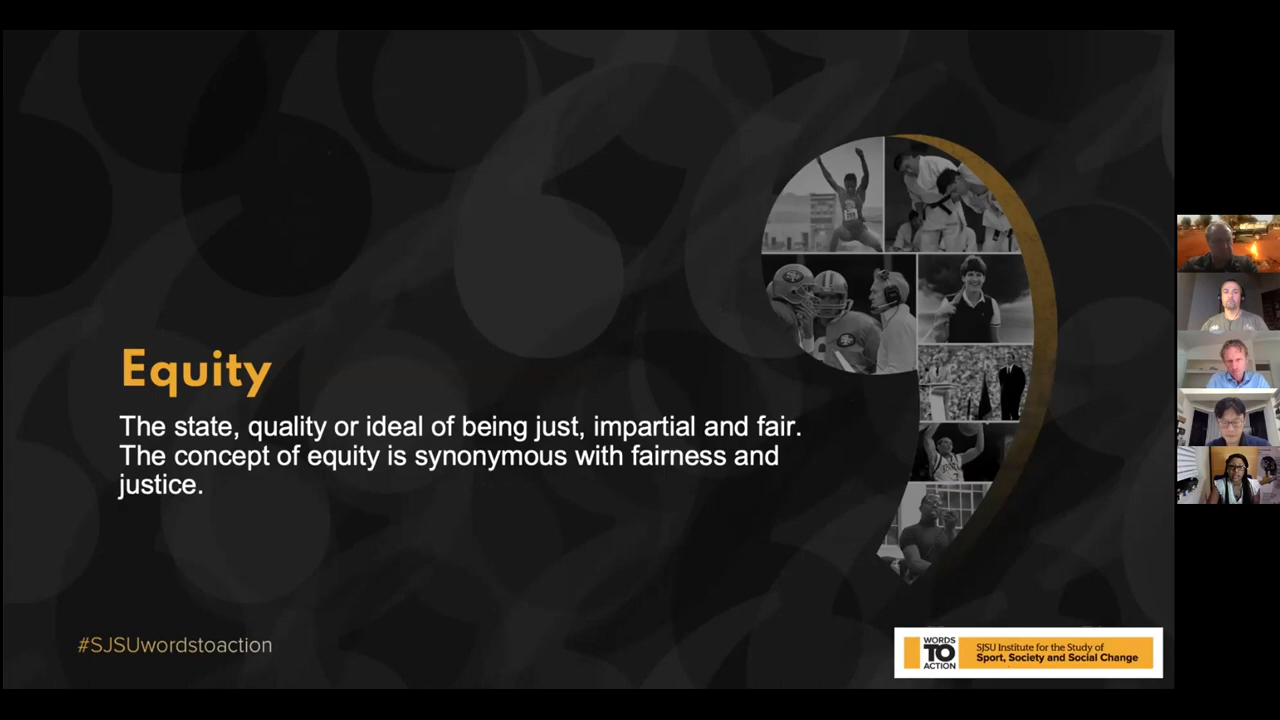 Equity
The state, quality or ideal of being just, impartial and fair.
The concept of equity is synonymous with fairness and
justice.
#SJSUwordstoaction
WORDS
TO
ACTION
SJSU Institute for the Study of
Sport, Society and Social Change